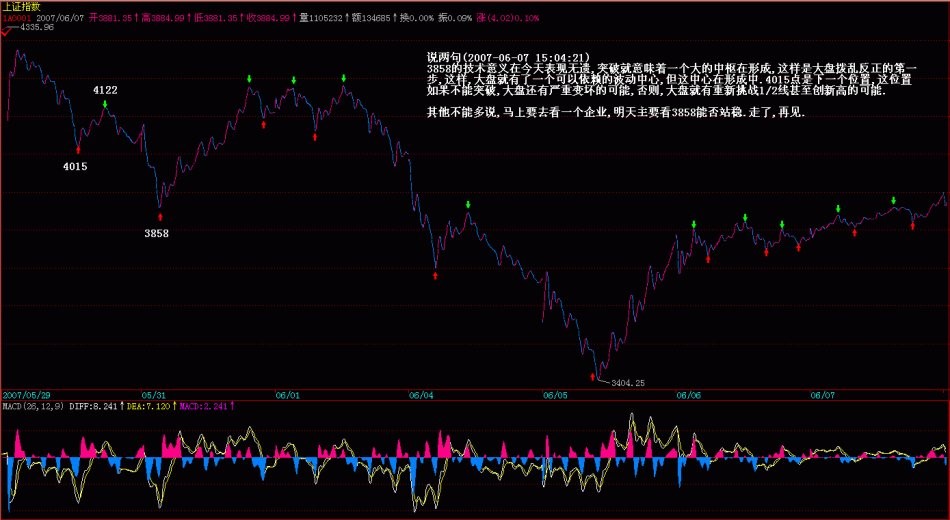 上证指数
1A0001 2007/06/07 开3881.25↑高3884.99↑低3881.35↑收3884.99↑量1105232↑额134685↑换0.00% 振0.09% 涨(4.02)0.10%
4335.96
说两句(2007-06-07 15:04:21)
3858的技术意义在今天表现无遗,突破就意味着一个大的中枢在形成,这样是大盘拨乱反正的第一
步,这样,大盘就有了一个可以依赖的波动中心,但这中心在形成中.4015点是下一个位置,这位置
如果不能突破,大盘还有严重变坏的可能,否则,大盘就有重新挑战1/2线甚至创新高的可能.
其他不能多说,马上要去看一个企业,明天主要看3858能否站稳.走了,再见.
4122
4015
3858
3404.25
2007/05/29 05/31 06/01 06/04 06/05 06/06 06/07
MACD(26,12,9) DIFF:8.241↑DEA:7.120↑MACD:2.241↑